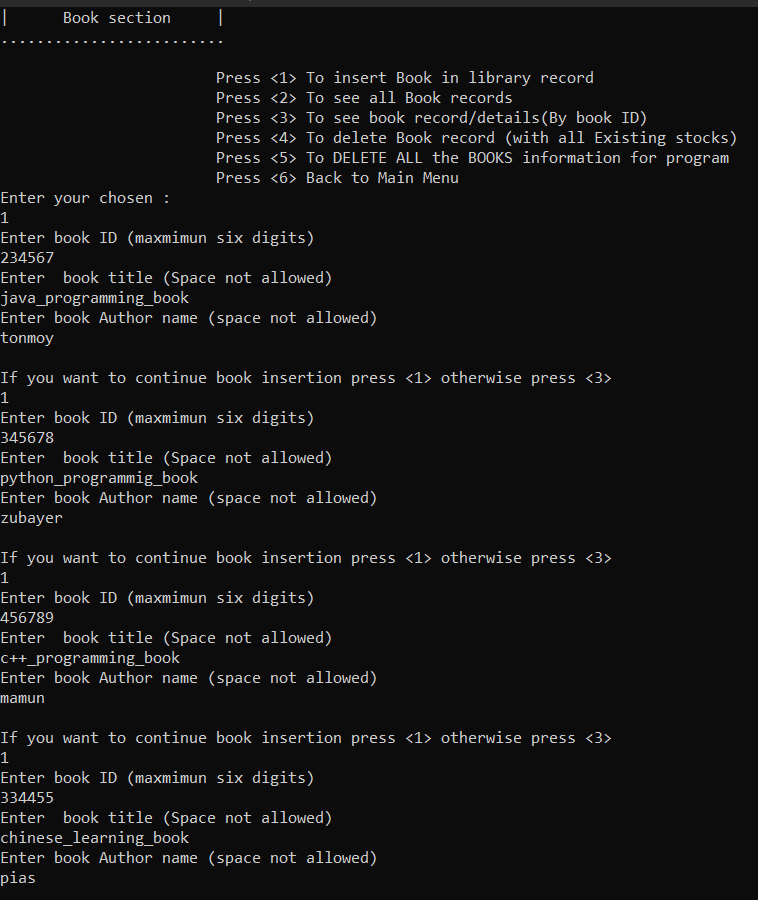 |      Book section     |
.........................
Press <1> To insert Book in library record
Press <2> To see all Book records
Press <3> To see book record/details(By book ID)
Press <4> To delete Book record (with all Existing stocks)
Press <5> To DELETE ALL the BOOKS information for program
Press <6> Back to Main Menu
Enter your chosen :
1
Enter book ID (maxmimun six digits)
234567
Enter  book title (Space not allowed)
java_programming_book
Enter book Author name (space not allowed)
tonmoy
If you want to continue book insertion press <1> otherwise press <3>
1
Enter book ID (maxmimun six digits)
345678
Enter  book title (Space not allowed)
python_programmig_book
Enter book Author name (space not allowed)
zubayer
If you want to continue book insertion press <1> otherwise press <3>
1
Enter book ID (maxmimun six digits)
456789
Enter  book title (Space not allowed)
c++_programming_book
Enter book Author name (space not allowed)
mamun
If you want to continue book insertion press <1> otherwise press <3>
1
Enter book ID (maxmimun six digits)
334455
Enter  book title (Space not allowed)
chinese_learning_book
Enter book Author name (space not allowed)
pias